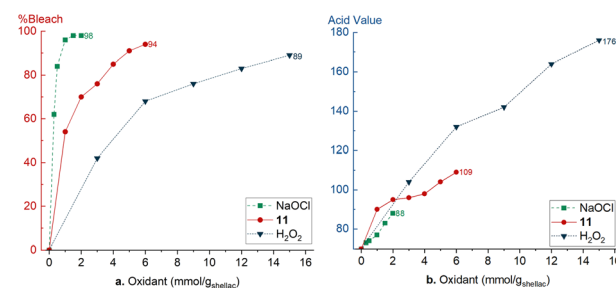 %Bleach
100
80
60
40
20
0
98
94
89
NaOCl
11
H₂O₂
0 2 4 6 8 10 12 14 16
a. Oxidant (mmol/gshellac)
Acid Value
180
160
140
120
100
80
176
109
88
NaOCl
11
H₂O₂
0 2 4 6 8 10 12 14 16
b. Oxidant (mmol/gshellac)